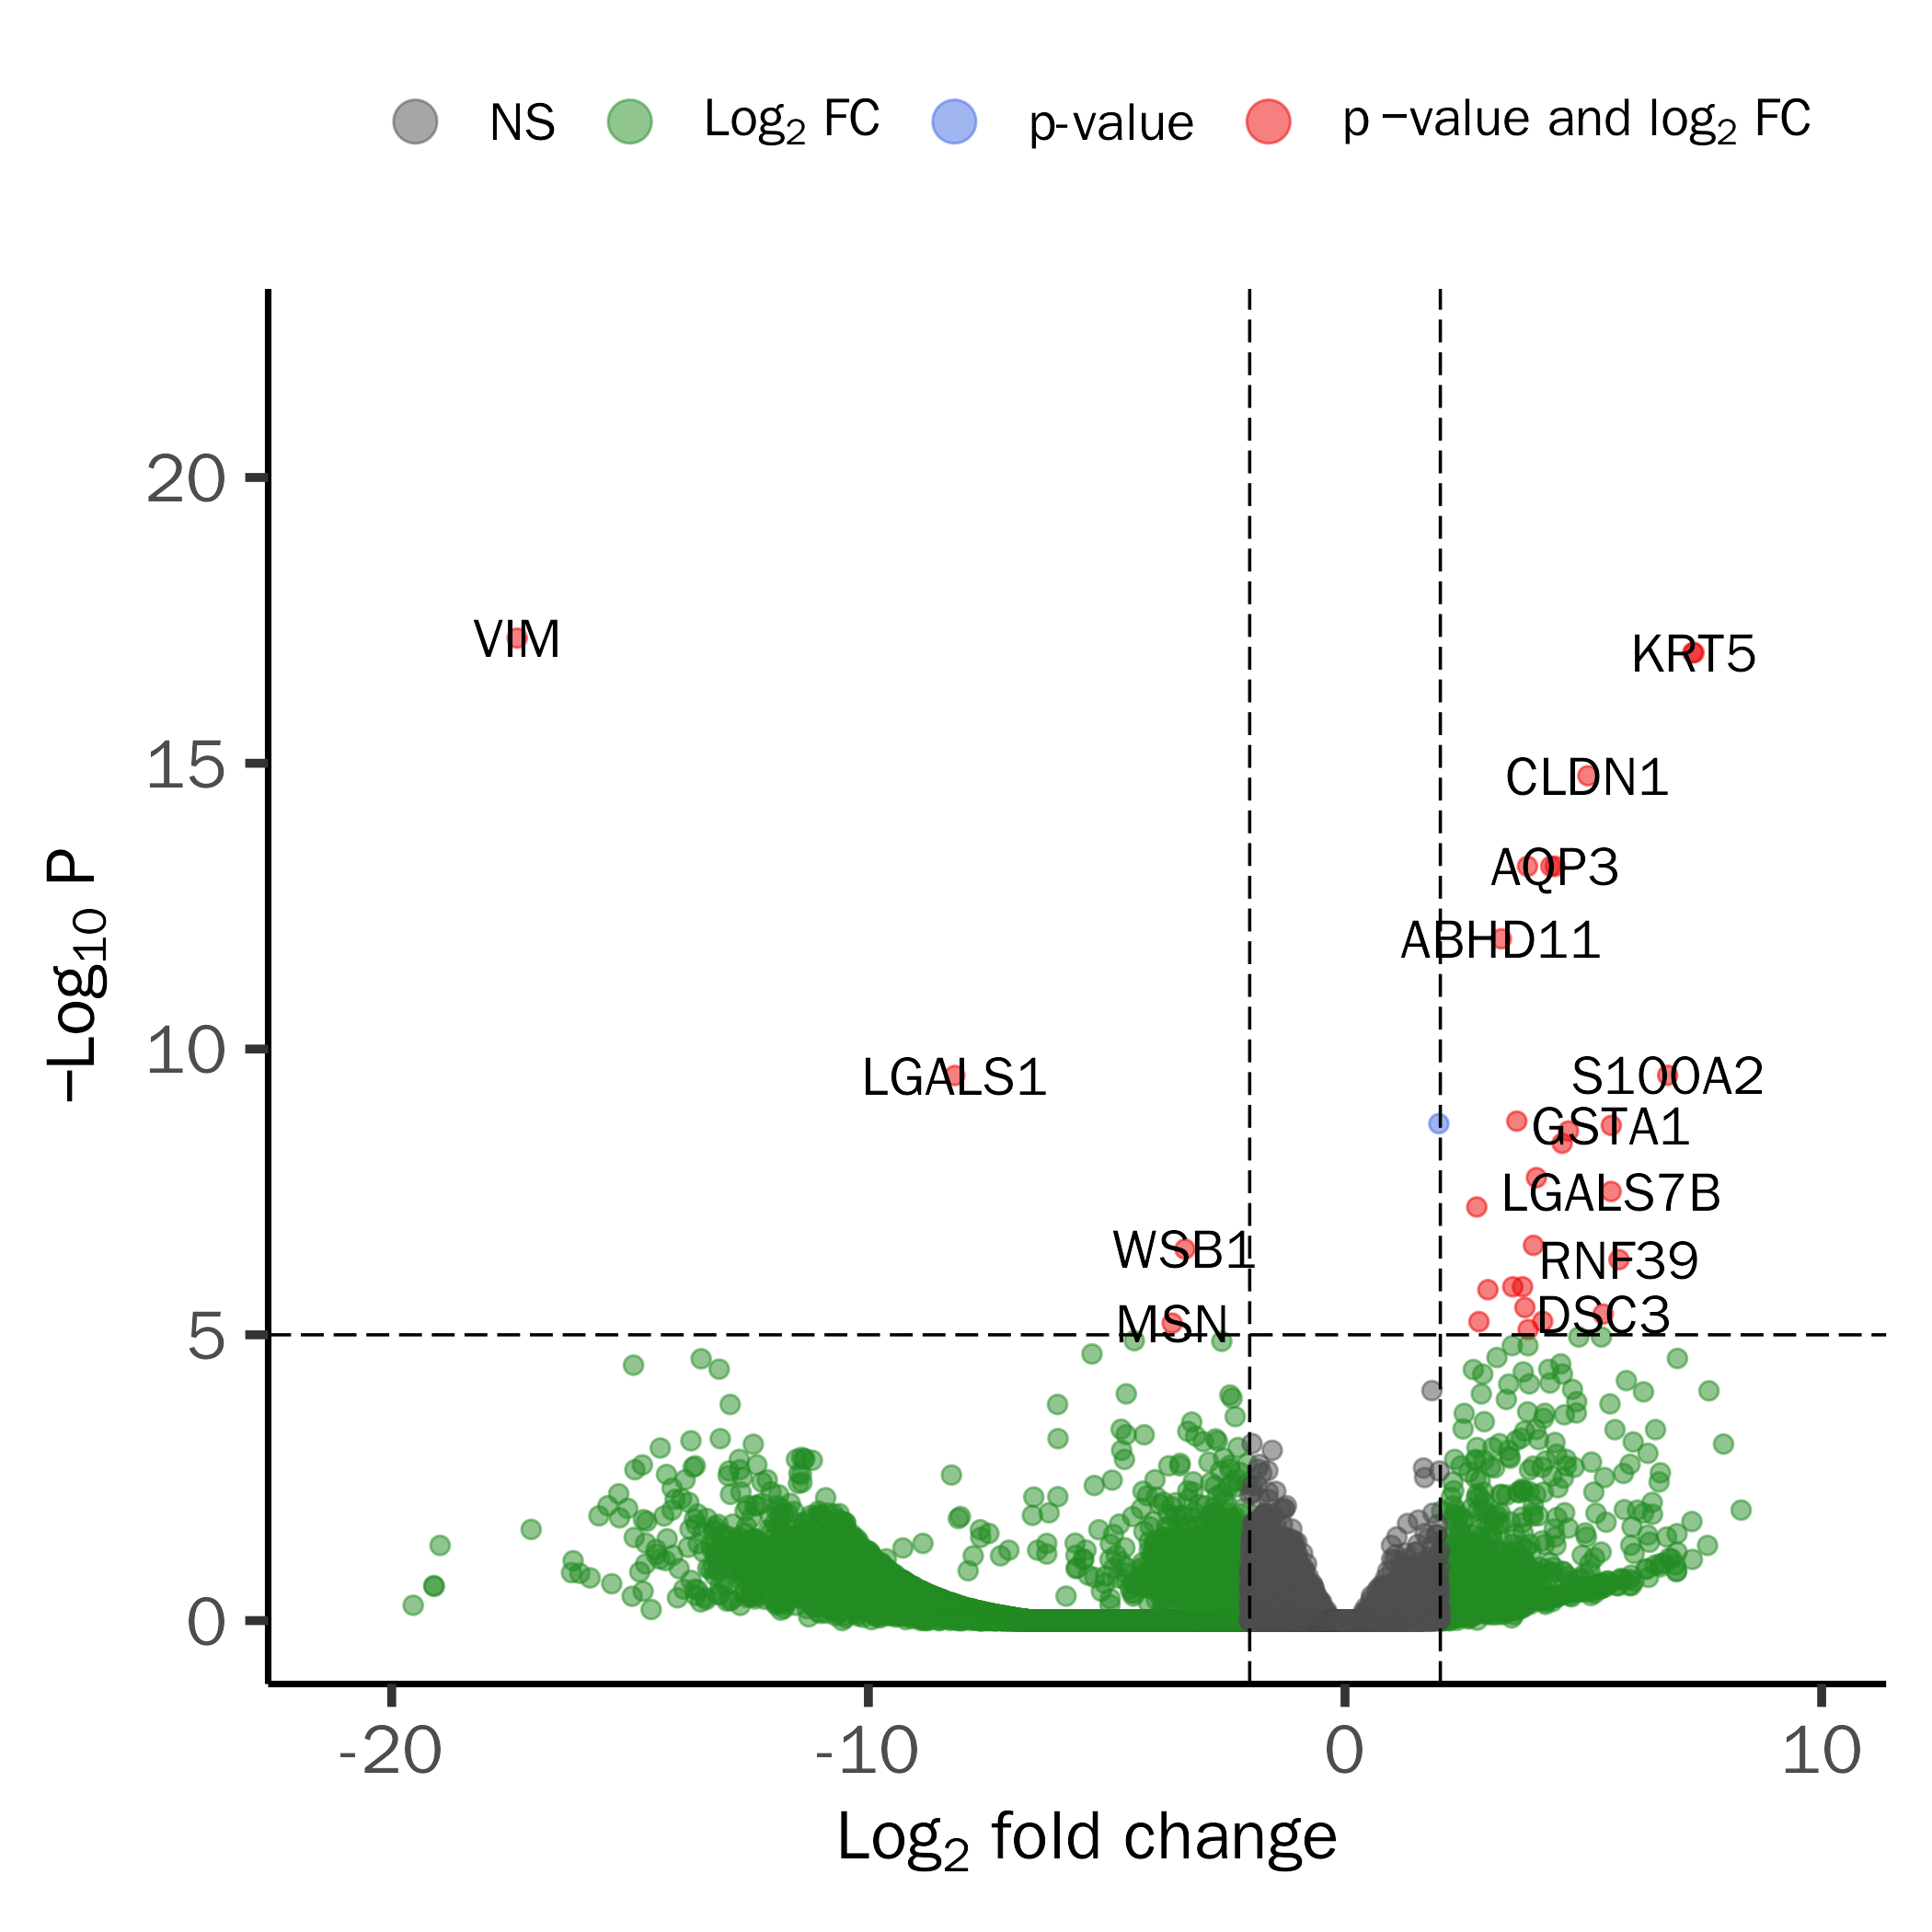 NS Log2 FC p-value p −value and log2 FC
−Log10 P
20
15
10
5
0
VIM
KRT5
CLDN1
AQP3
ABHD11
LGALS1
S100A2
GSTA1
LGALS7B
WSB1
RNF39
MSN
DSC3
-20 -10 0 10
Log2 fold change